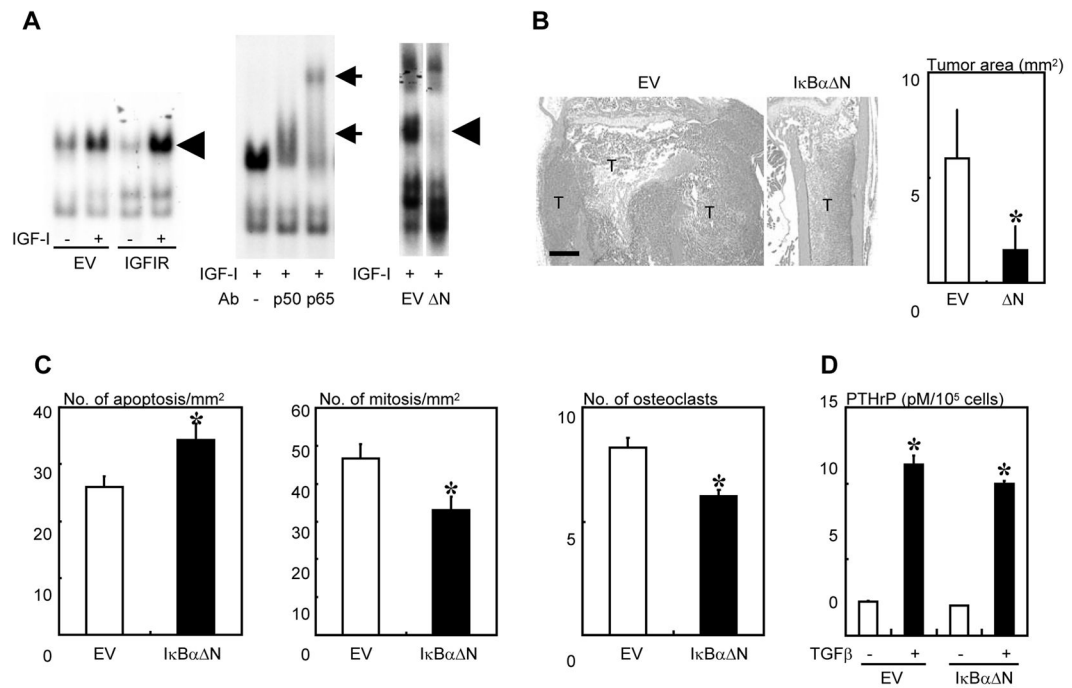 A
IGF-I - + - +
EV IGFIR
IGF-I + + +
Ab - p50 p65
IGF-I + +
EV ΔN
B
EV IκBαΔN
T T T T
Tumor area (mm²)
10
5
0
*
EV ΔN
C
No. of apoptosis/mm²
40
30
20
10
0
*
EV IκBαΔN
No. of mitosis/mm²
60
50
40
30
20
10
0
*
EV IκBαΔN
No. of osteoclasts
10
5
0
*
EV IκBαΔN
D
PTHrP (pM/10⁵ cells)
15
10
5
0
* *
TGFβ - + - +
EV IκBαΔN